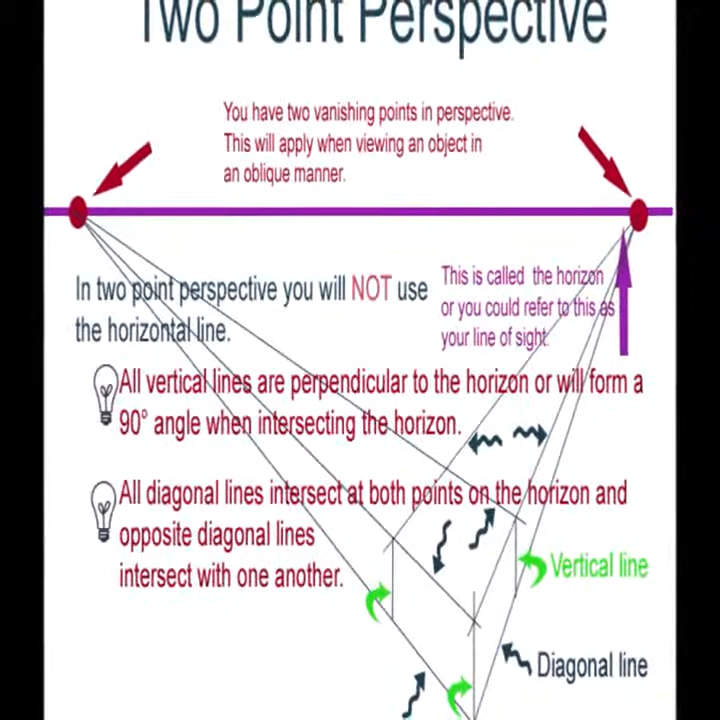 Two Point Perspective
You have two vanishing points in perspective.
This will apply when viewing an object in
an oblique manner.
In two point perspective you will NOT use
the horizontal line.
This is called the horizon
or you could refer to this as
your line of sight.
All vertical lines are perpendicular to the horizon or will form a
90° angle when intersecting the horizon.
All diagonal lines intersect at both points on the horizon and
opposite diagonal lines
intersect with one another.
Vertical line
Diagonal line